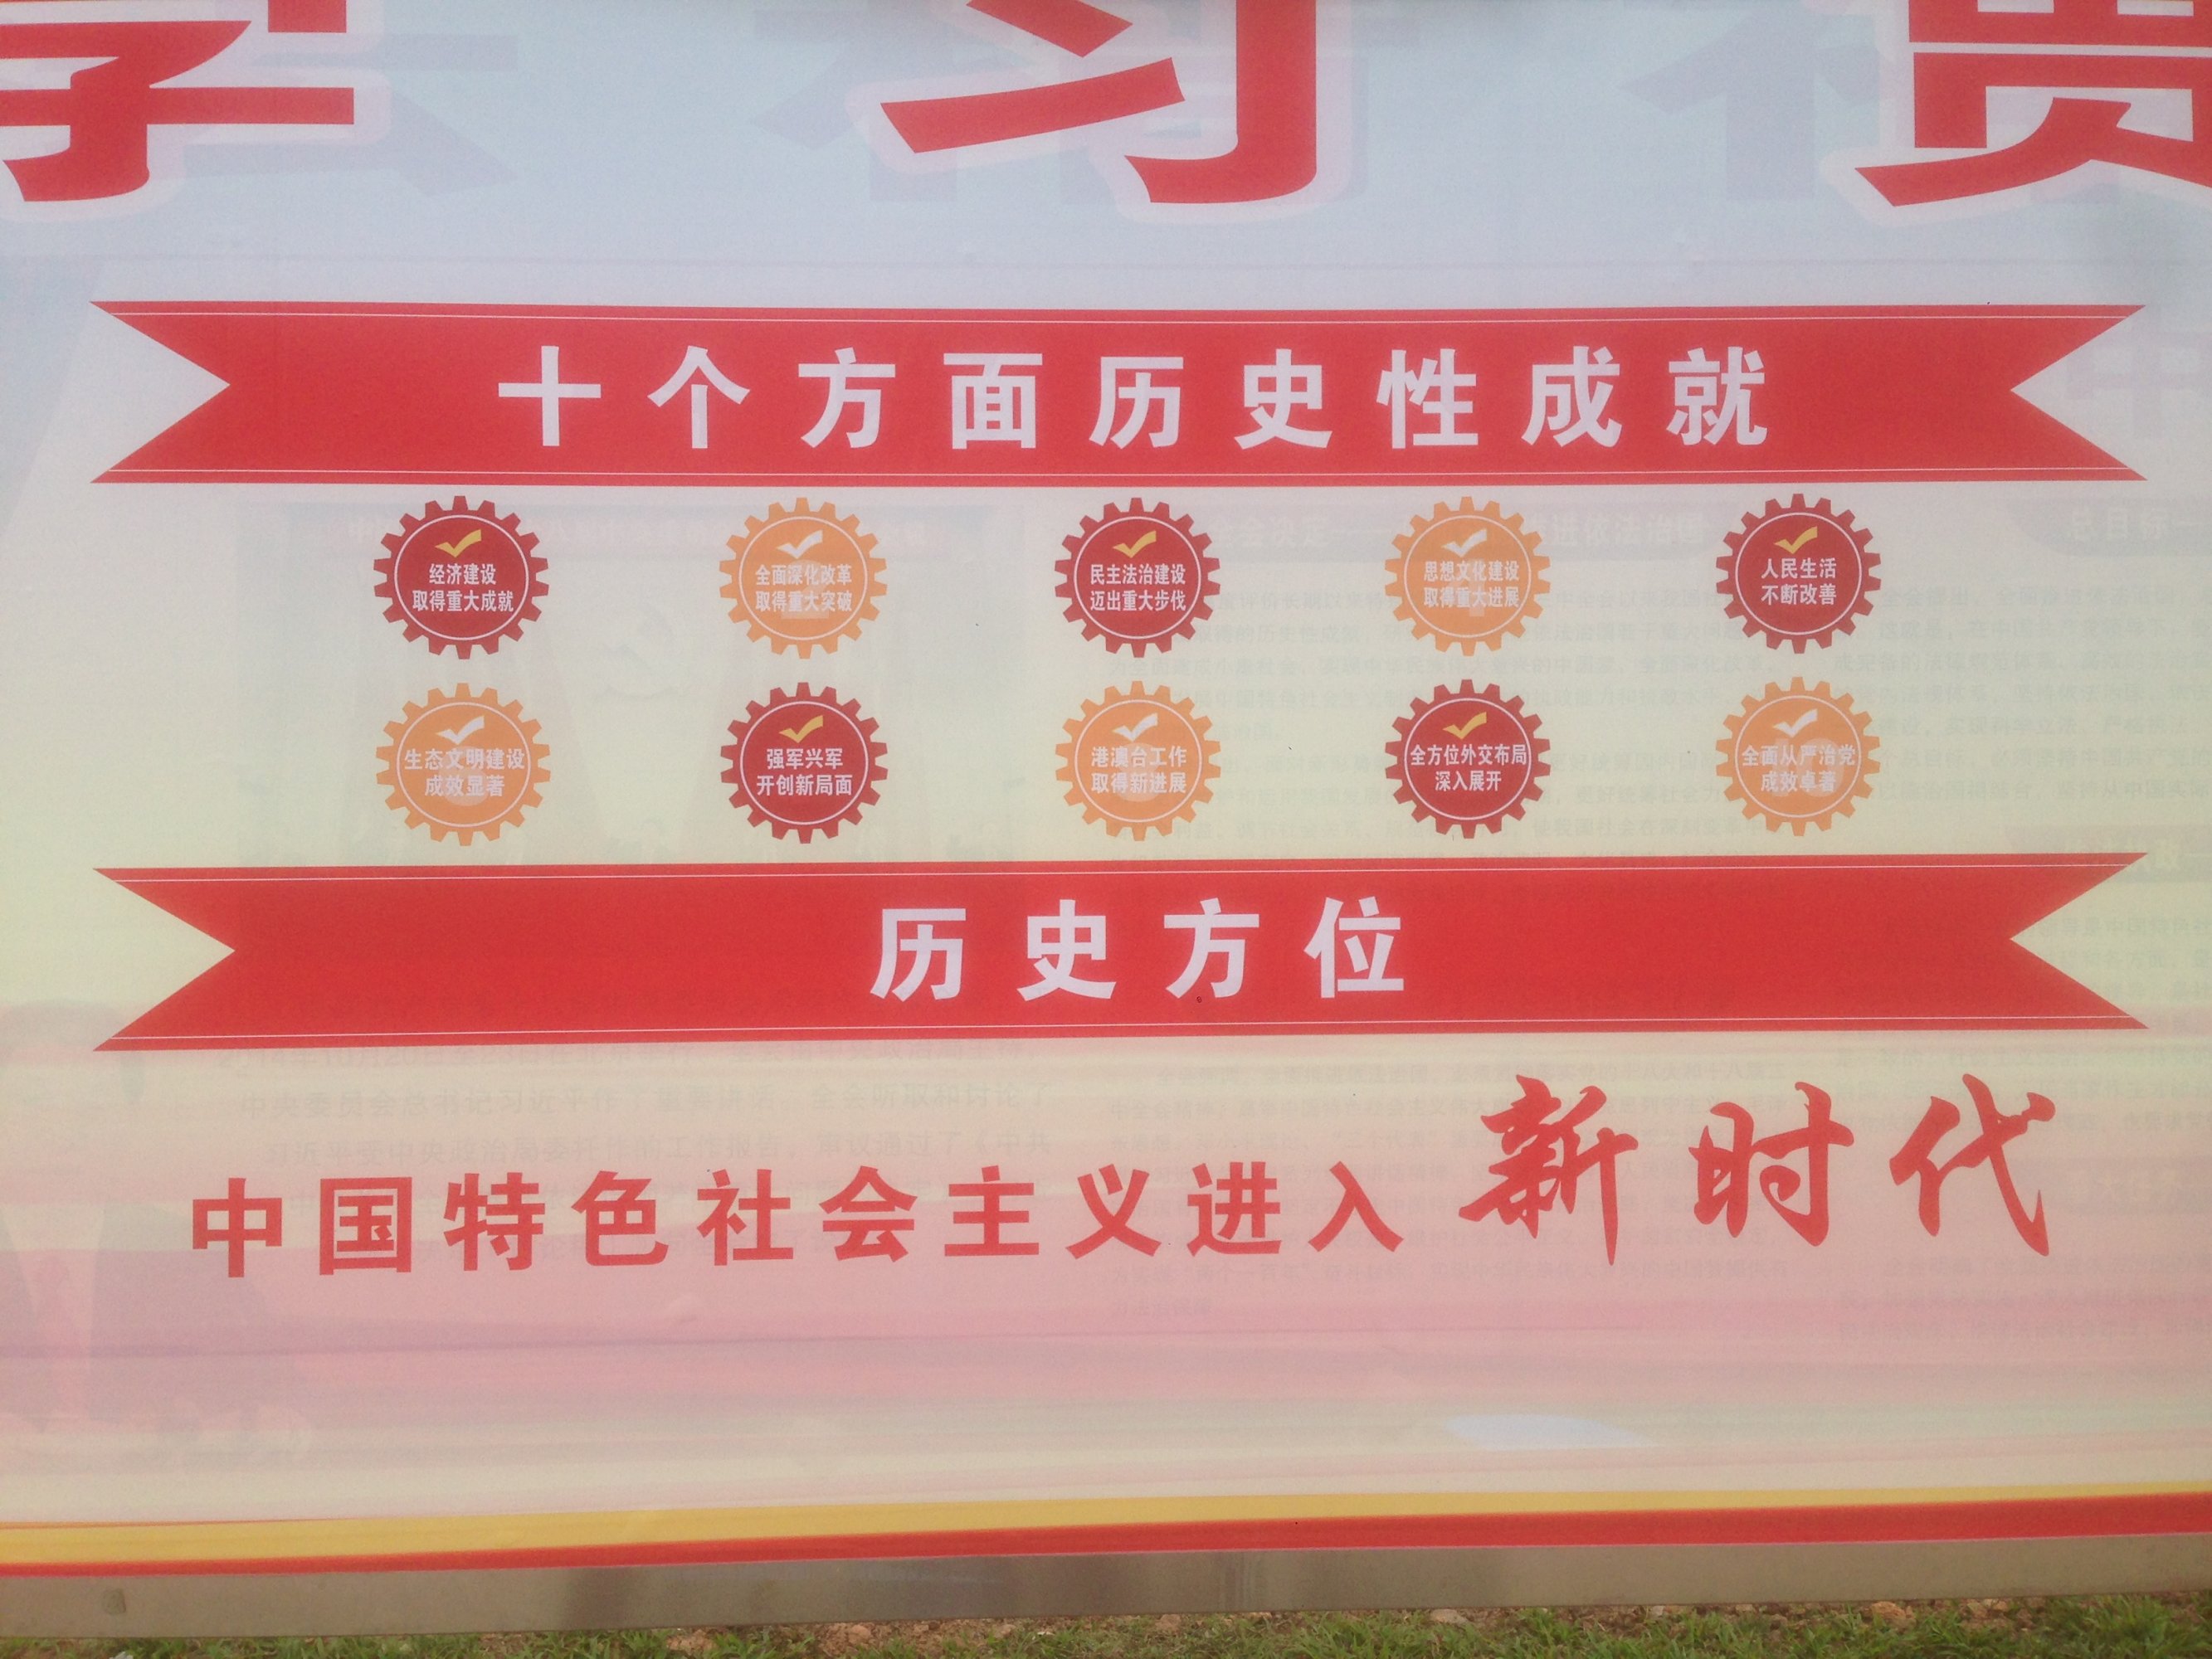 学习贯
十个方面历史性成就
经济建设
取得重大成就
全面深化改革
取得重大突破
民主法治建设
迈出重大步伐
思想文化建设
取得重大进展
人民生活
不断改善
生态文明建设
成效显著
强军兴军
开创新局面
港澳台工作
取得新进展
全方位外交布局
深入展开
全面从严治党
成效卓著
历史方位
中国特色社会主义进入新时代